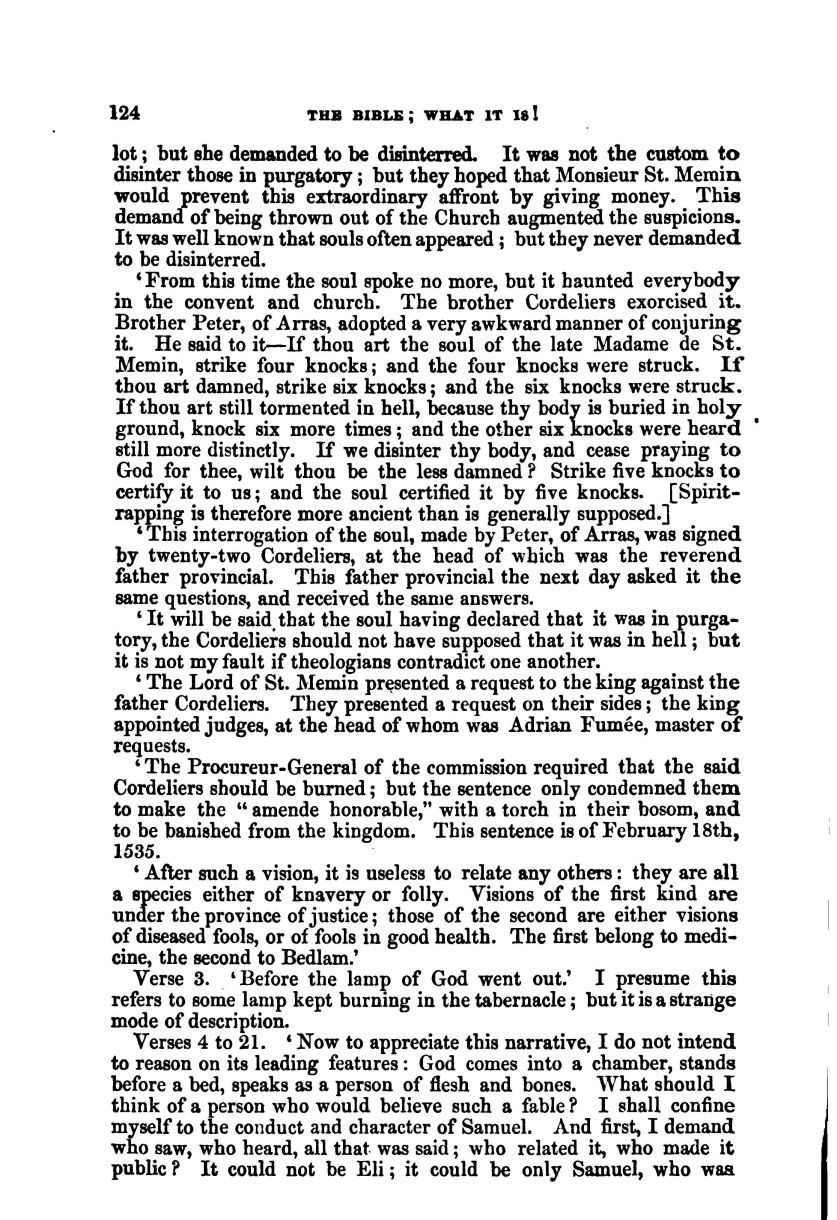 124 THE BIBLE; WHAT IT IS!
lot; but she demanded to be disinterred. It was not the custom to
disinter those in purgatory; but they hoped that Monsieur St. Memin
would prevent this extraordinary affront by giving money. This
demand of being thrown out of the Church augmented the suspicions.
It was well known that souls often appeared; but they never demanded
to be disinterred.
‘From this time the soul spoke no more, but it haunted everybody
in the convent and church. The brother Cordeliers exorcised it.
Brother Peter, of Arras, adopted a very awkward manner of conjuring
it. He said to it—If thou art the soul of the late Madame de St.
Memin, strike four knocks; and the four knocks were struck. If
thou art damned, strike six knocks; and the six knocks were struck.
If thou art still tormented in hell, because thy body is buried in holy
ground, knock six more times; and the other six knocks were heard
still more distinctly. If we disinter thy body, and cease praying to
God for thee, wilt thou be the less damned? Strike five knocks to
certify it to us; and the soul certified it by five knocks. [Spirit-
rapping is therefore more ancient than is generally supposed.]
‘This interrogation of the soul, made by Peter, of Arras, was signed
by twenty-two Cordeliers, at the head of which was the reverend
father provincial. This father provincial the next day asked it the
same questions, and received the same answers.
‘It will be said that the soul having declared that it was in purga-
tory, the Cordeliers should not have supposed that it was in hell; but
it is not my fault if theologians contradict one another.
‘The Lord of St. Memin presented a request to the king against the
father Cordeliers. They presented a request on their sides; the king
appointed judges, at the head of whom was Adrian Fumée, master of
requests.
‘The Procureur-General of the commission required that the said
Cordeliers should be burned; but the sentence only condemned them
to make the “amende honorable,” with a torch in their bosom, and
to be banished from the kingdom. This sentence is of February 18th,
1535.
‘After such a vision, it is useless to relate any others: they are all
a species either of knavery or folly. Visions of the first kind are
under the province of justice; those of the second are either visions
of diseased fools, or of fools in good health. The first belong to medi-
cine, the second to Bedlam.’
Verse 3. ‘Before the lamp of God went out.’ I presume this
refers to some lamp kept burning in the tabernacle; but it is a strange
mode of description.
Verses 4 to 21. ‘Now to appreciate this narrative, I do not intend
to reason on its leading features: God comes into a chamber, stands
before a bed, speaks as a person of flesh and bones. What should I
think of a person who would believe such a fable? I shall confine
myself to the conduct and character of Samuel. And first, I demand
who saw, who heard, all that was said; who related it, who made it
public? It could not be Eli; it could be only Samuel, who was